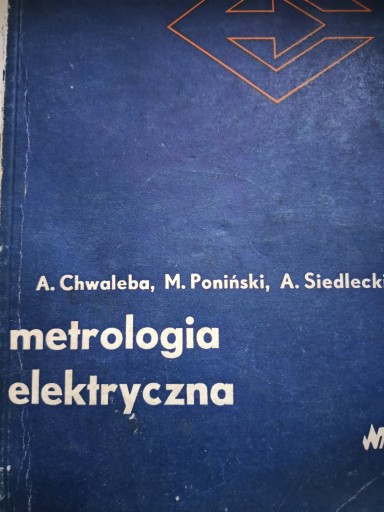 A. Chwaleba, M. Poniński, A. Siedlecki
metrologia
elektryczna